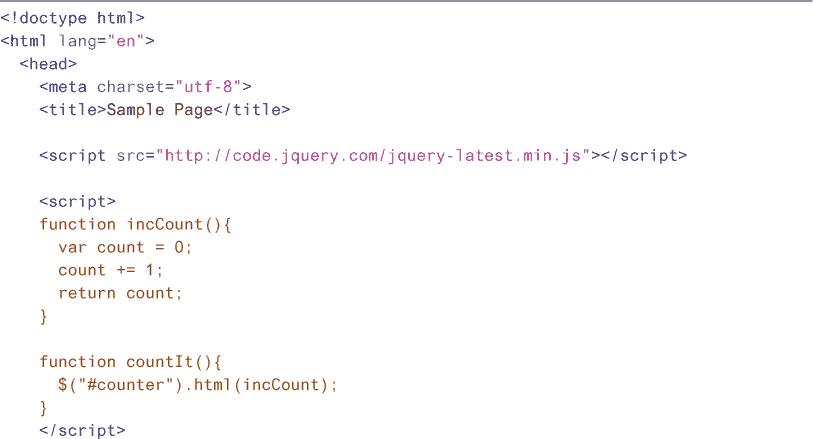 <!doctype html>
<html lang="en">
  <head>
    <meta charset="utf-8">
    <title>Sample Page</title>

    <script src="http://code.jquery.com/jquery-latest.min.js"></script>

    <script>
    function incCount(){
      var count = 0;
      count += 1;
      return count;
    }

    function countIt(){
      $("#counter").html(incCount);
    }
    </script>